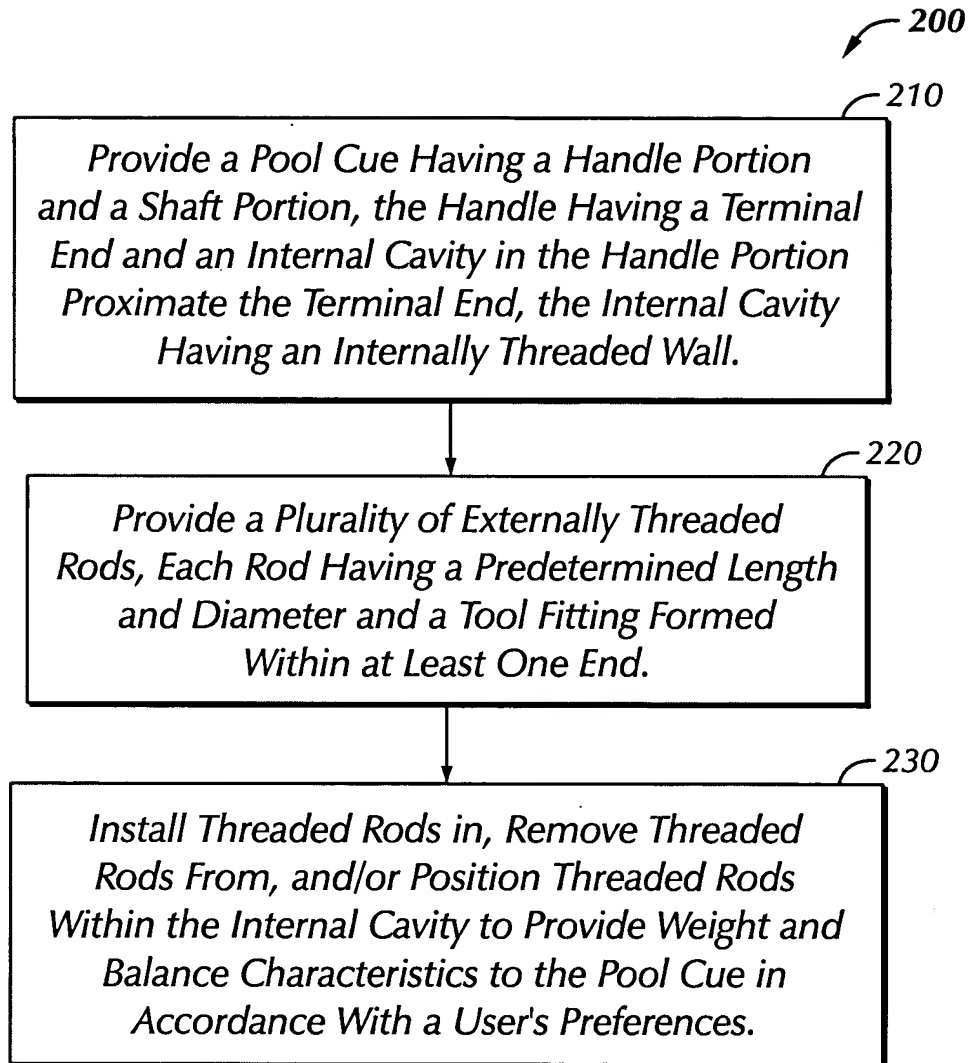 200
210
Provide a Pool Cue Having a Handle Portion
and a Shaft Portion, the Handle Having a Terminal
End and an Internal Cavity in the Handle Portion
Proximate the Terminal End, the Internal Cavity
Having an Internally Threaded Wall.
220
Provide a Plurality of Externally Threaded
Rods, Each Rod Having a Predetermined Length
and Diameter and a Tool Fitting Formed
Within at Least One End.
230
Install Threaded Rods in, Remove Threaded
Rods From, and/or Position Threaded Rods
Within the Internal Cavity to Provide Weight and
Balance Characteristics to the Pool Cue in
Accordance With a User's Preferences.